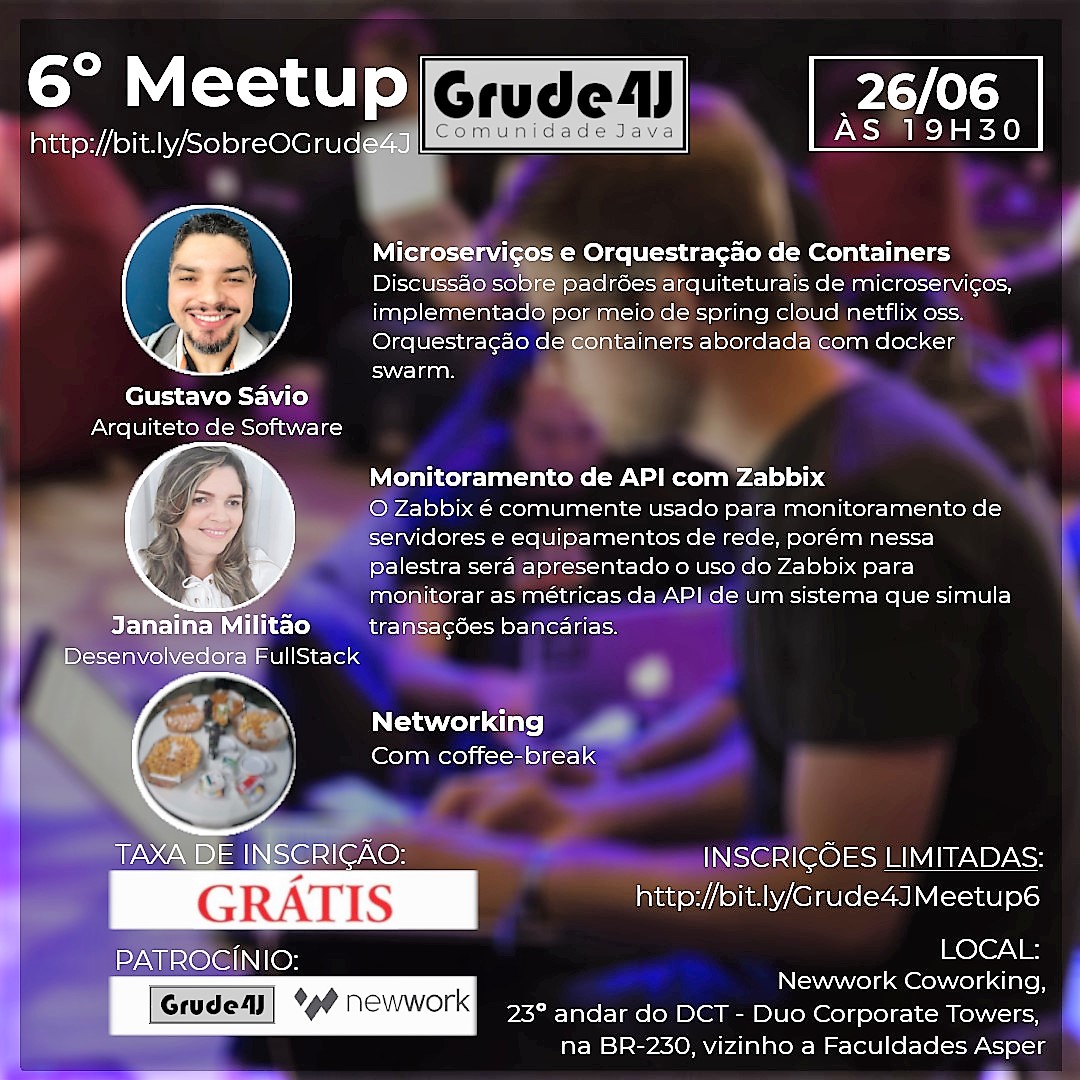 6º Meetup
http://bit.ly/SobreOGrude4J
Grude4J
Comunidade Java
26/06
ÀS 19H30
Microserviços e Orquestração de Containers
Discussão sobre padrões arquiteturais de microserviços,
implementado por meio de spring cloud netflix oss.
Orquestração de containers abordada com docker
swarm.
Gustavo Sávio
Arquiteto de Software
Monitoramento de API com Zabbix
O Zabbix é comumente usado para monitoramento de
servidores e equipamentos de rede, porém nessa
palestra será apresentado o uso do Zabbix para
monitorar as métricas da API de um sistema que simula
transações bancárias.
Janaina Militão
Desenvolvedora FullStack
Networking
Com coffee-break
TAXA DE INSCRIÇÃO:
GRÁTIS
PATROCÍNIO:
Grude4J
newwork
INSCRIÇÕES LIMITADAS:
http://bit.ly/Grude4JMeetup6
LOCAL:
Newwork Coworking,
23º andar do DCT - Duo Corporate Towers,
na BR-230, vizinho a Faculdades Asper